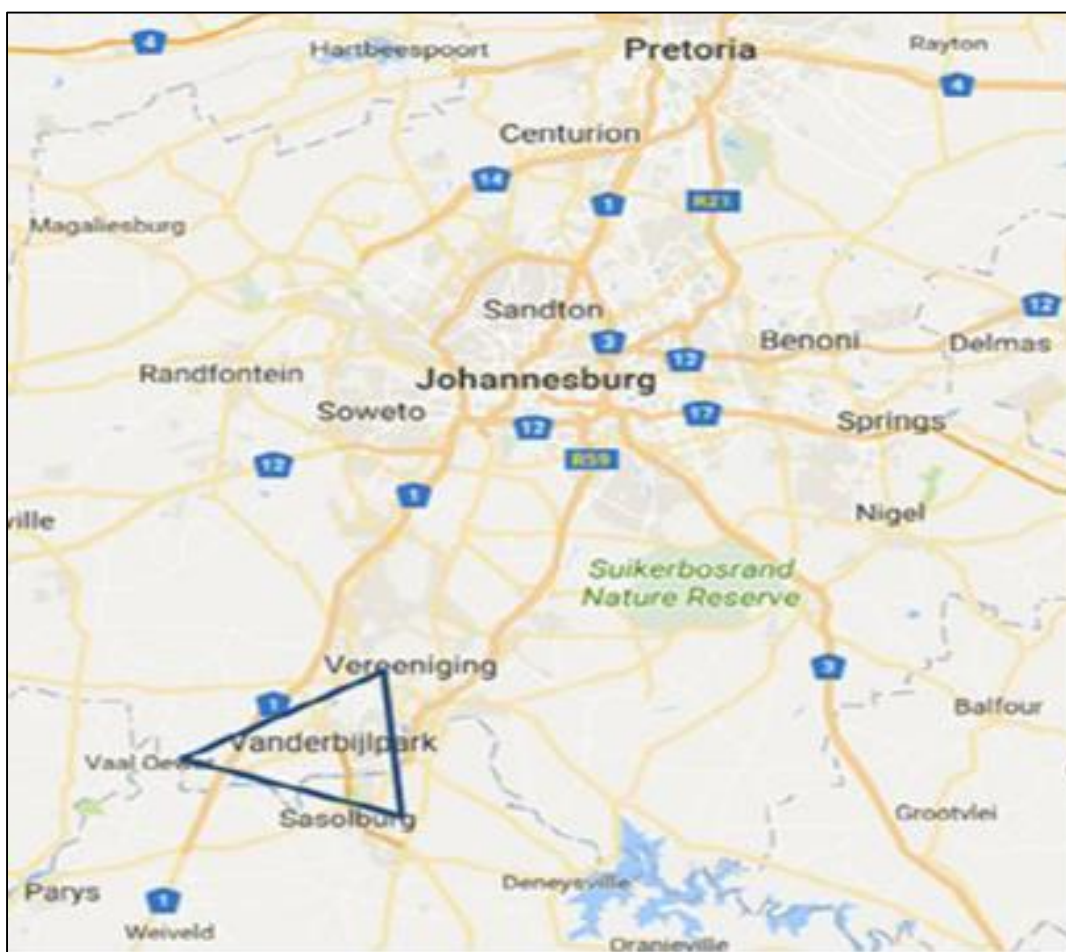 4
Hartbeespoort
Pretoria
Rayton
4
Centurion
14
1
R21
Magaliesburg
12
Sandton
3
12
Benoni
Delmas
Randfontein
Johannesburg
Soweto
12
17
Springs
R59
12
1
ville
Nigel
Suikerbosrand
Nature Reserve
Vereeniging
3
1
Balfour
Vanderbijlpark
Vaal
Sasolburg
Grootvlei
Deneysville
Parys
1
Weiveld
Oranieville